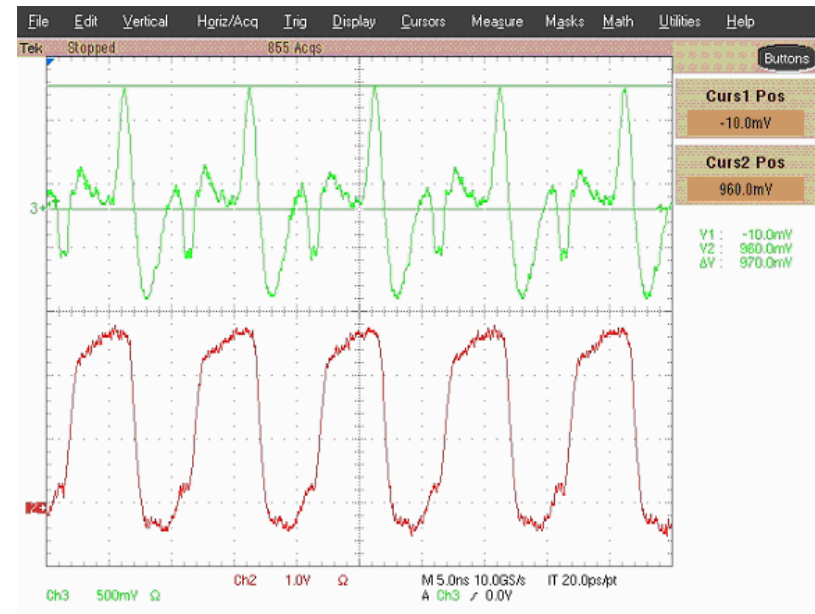 File Edit Vertical Horiz/Acq Trig Display Cursors Measure Masks Math Utilities Help
Tek Stopped 855 Acqs
Buttons
Curs1 Pos
-10.0mV
Curs2 Pos
960.0mV
3
V1 : -10.0mV
V2 : 960.0mV
ΔV : 970.0mV
2
Ch2 1.0V Ω M 5.0ns 10.0GS/s IT 20.0ps/pt
Ch3 500mV Ω A Ch3 ∕ 0.0V